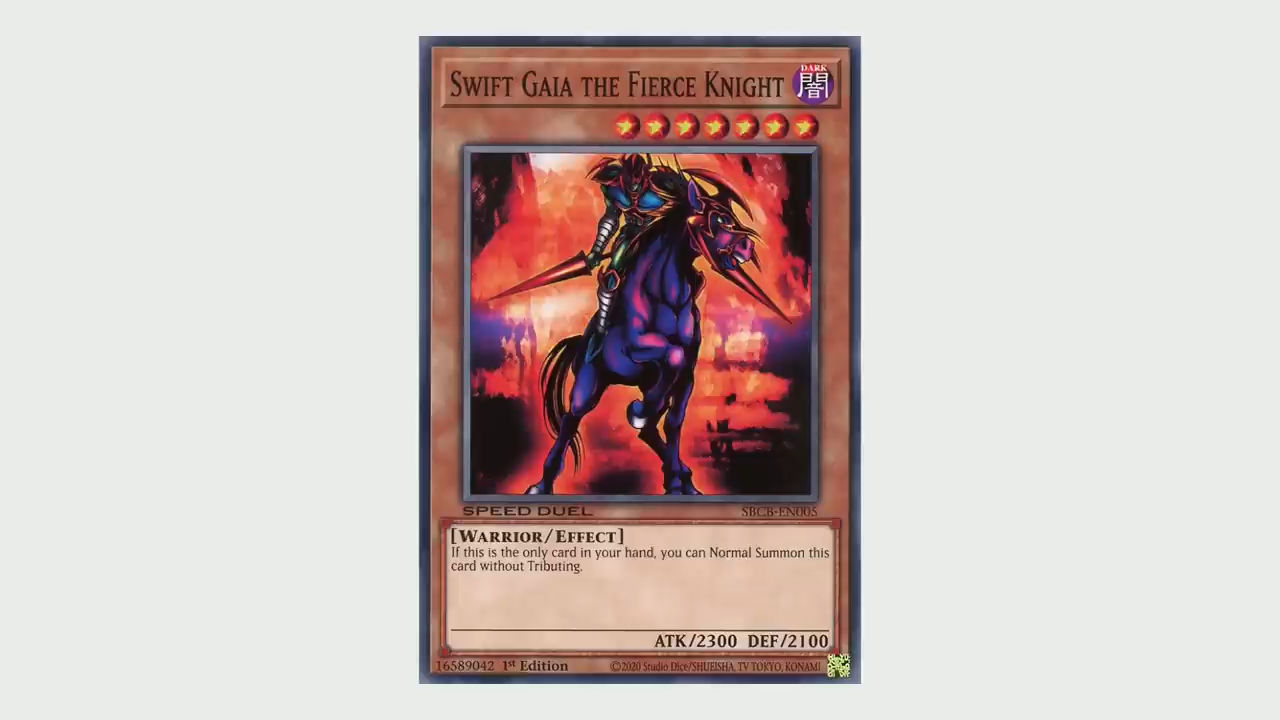 SWIFT GAIA THE FIERCE KNIGHT
DARK
闇
SPEED DUEL
SBCB-EN005
[WARRIOR/EFFECT]
If this is the only card in your hand, you can Normal Summon this
card without Tributing.
ATK/2300 DEF/2100
16589042 1st Edition
©2020 Studio Dice/SHUEISHA, TV TOKYO, KONAMI